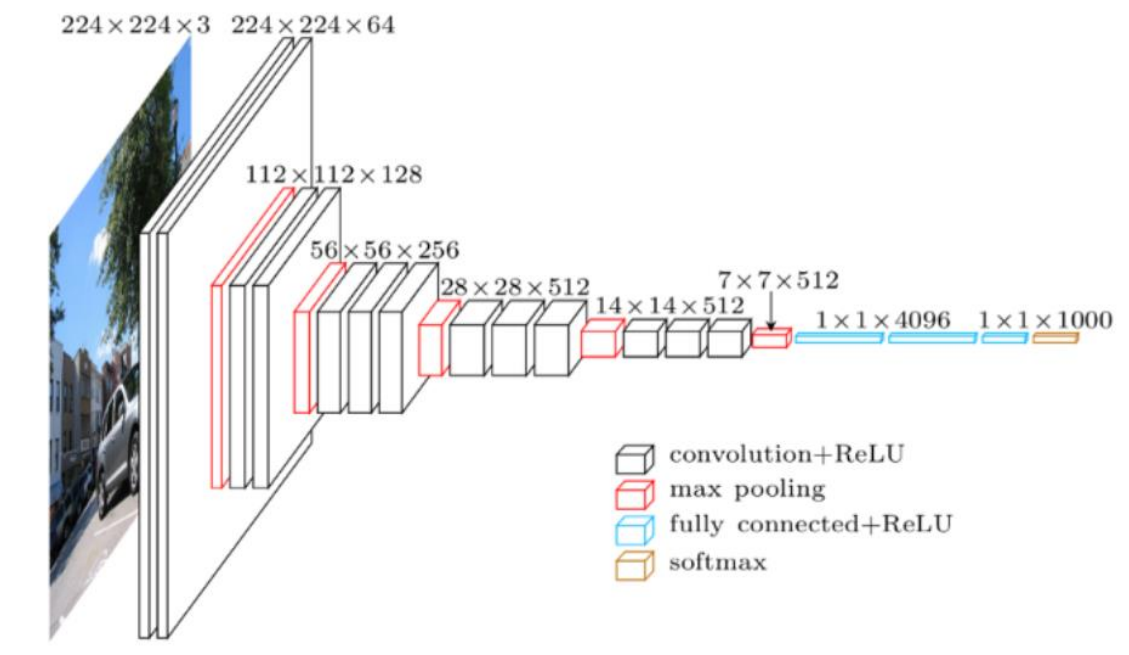 224×224×3
224×224×64
112×112×128
56×56×256
28×28×512
14×14×512
7×7×512
1×1×4096
1×1×1000
convolution+ReLU
max pooling
fully connected+ReLU
softmax